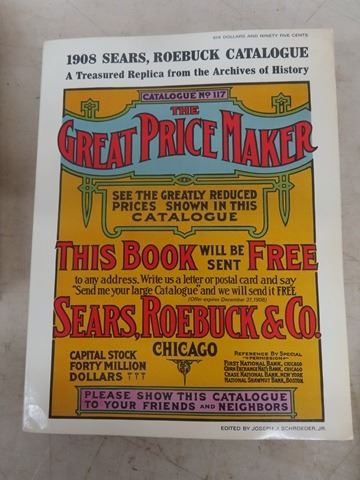 SIX DOLLARS AND NINETY FIVE CENTS
1908 SEARS, ROEBUCK CATALOGUE
A Treasured Replica from the Archives of History
CATALOGUE No 117
THE
GREAT PRICE MAKER
SEE THE GREATLY REDUCED
PRICES SHOWN IN THIS
CATALOGUE
THIS BOOK WILL BE SENT FREE
to any address. Write us a letter or postal card and say
"Send me your large Catalogue" and we will send it FREE.
(Offer expires December 31, 1908)
SEARS, ROEBUCK & CO.
CHICAGO
CAPITAL STOCK
FORTY MILLION
DOLLARS
REFERENCE BY SPECIAL
PERMISSION
FIRST NATIONAL BANK, CHICAGO
CORN EXCHANGE NAT'L BANK, CHICAGO
CHASE NATIONAL BANK, NEW YORK
NATIONAL SHAWMUT BANK, BOSTON.
PLEASE SHOW THIS CATALOGUE
TO YOUR FRIENDS AND NEIGHBORS
EDITED BY JOSEPH J. SCHROEDER, JR.